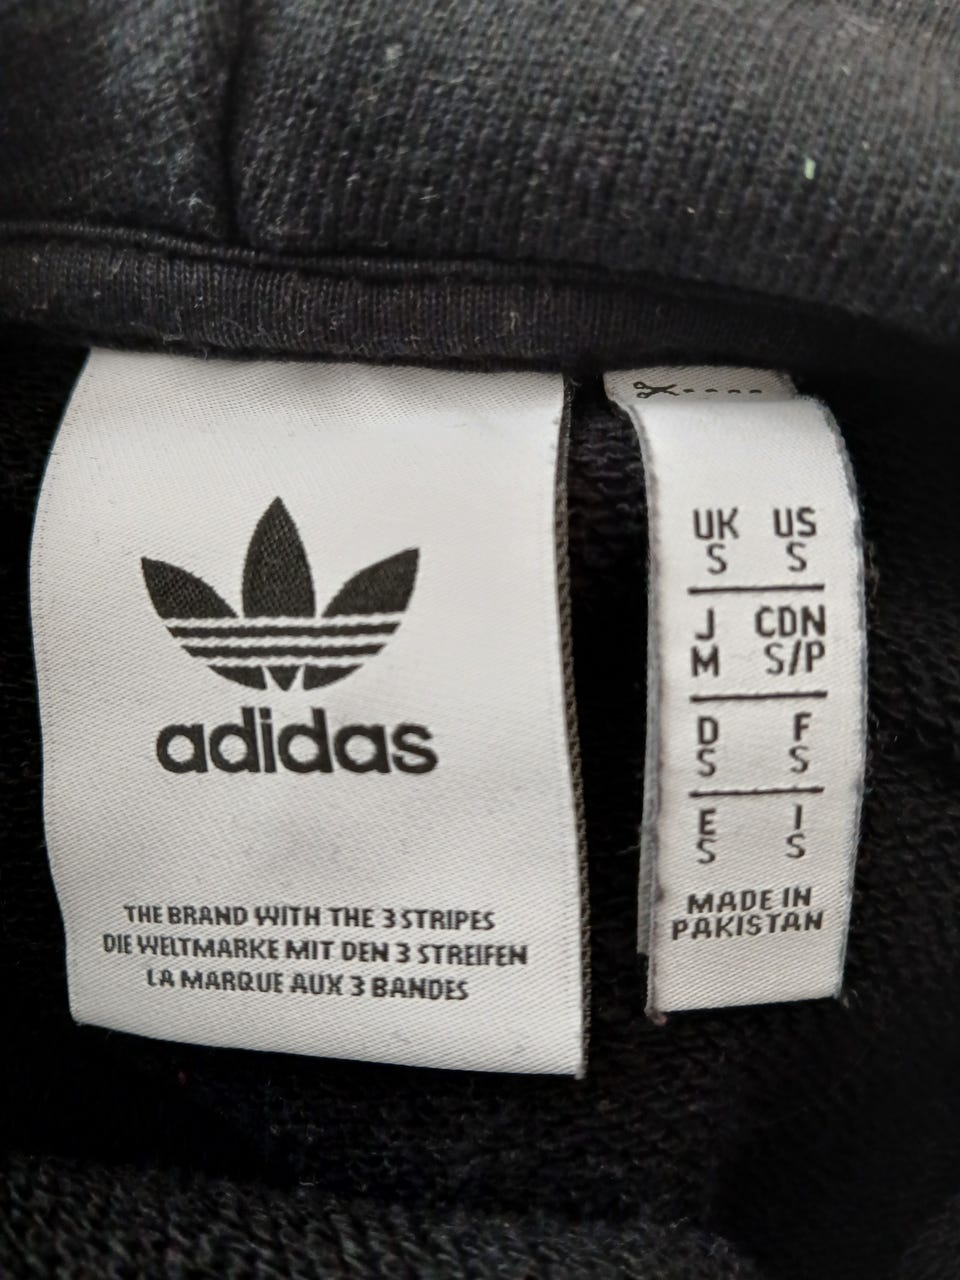 adidas
THE BRAND WITH THE 3 STRIPES
DIE WELTMARKE MIT DEN 3 STREIFEN
LA MARQUE AUX 3 BANDES
UK US
S S
J CDN
M S/P
D F
S S
E I
S S
MADE IN
PAKISTAN